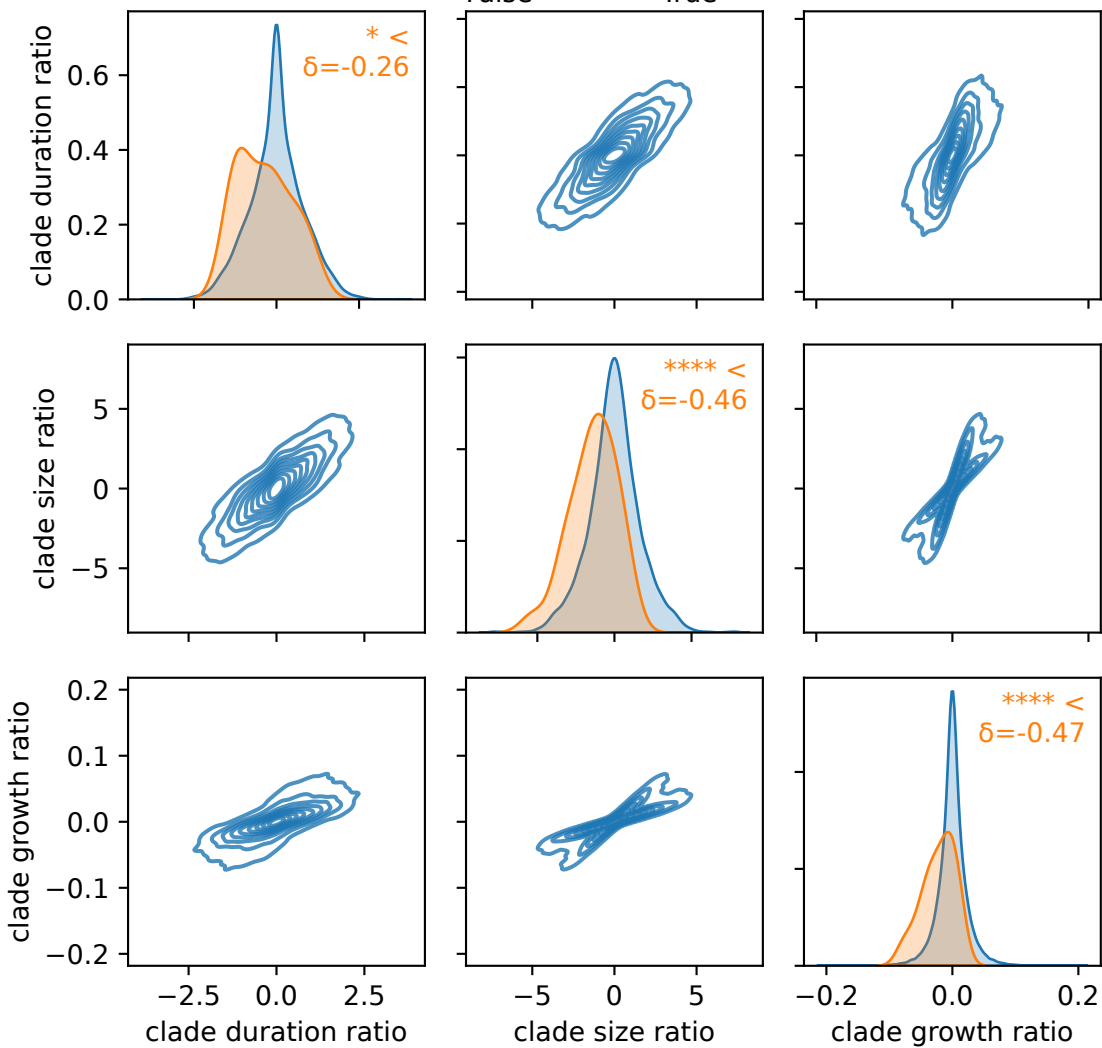 clade duration ratio
0.6
0.4
0.2
0.0
* <
δ=-0.26
clade size ratio
5
0
−5
**** <
δ=-0.46
clade growth ratio
0.2
0.1
0.0
−0.1
−0.2
**** <
δ=-0.47
−2.5 0.0 2.5
−5 0 5
−0.2 0.0 0.2
clade duration ratio
clade size ratio
clade growth ratio